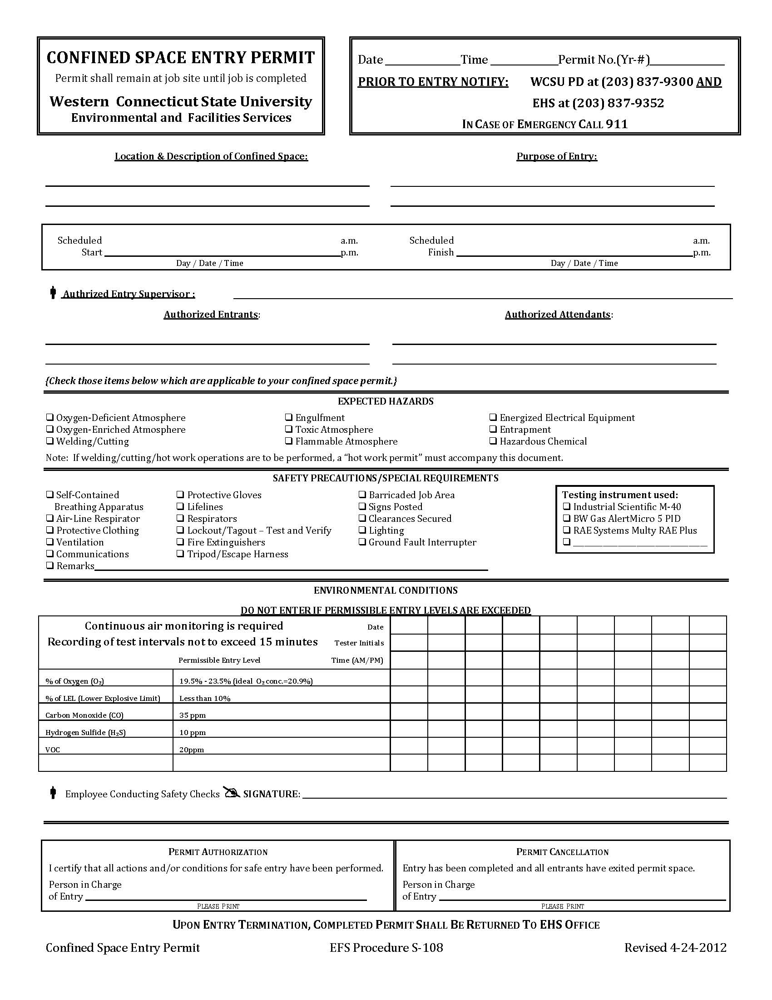 CONFINED SPACE ENTRY PERMIT
Permit shall remain at job site until job is completed
Western Connecticut State University
Environmental and Facilities Services
Date ____________ Time ___________ Permit No.(Yr-#)____________
PRIOR TO ENTRY NOTIFY: WCSU PD at (203) 837-9300 AND
EHS at (203) 837-9352
IN CASE OF EMERGENCY CALL 911
Location & Description of Confined Space: Purpose of Entry:
Scheduled a.m. Scheduled a.m.
Start p.m. Finish p.m.
Day / Date / Time Day / Date / Time
Authrized Entry Supervisor :
Authorized Entrants: Authorized Attendants:
{Check those items below which are applicable to your confined space permit.}
EXPECTED HAZARDS
❑ Oxygen-Deficient Atmosphere ❑ Engulfment ❑ Energized Electrical Equipment
❑ Oxygen-Enriched Atmosphere ❑ Toxic Atmosphere ❑ Entrapment
❑ Welding/Cutting ❑ Flammable Atmosphere ❑ Hazardous Chemical
Note: If welding/cutting/hot work operations are to be performed, a “hot work permit” must accompany this document.
SAFETY PRECAUTIONS/SPECIAL REQUIREMENTS
❑ Self-Contained ❑ Protective Gloves ❑ Barricaded Job Area Testing instrument used:
Breathing Apparatus ❑ Lifelines ❑ Signs Posted ❑ Industrial Scientific M-40
❑ Air-Line Respirator ❑ Respirators ❑ Clearances Secured ❑ BW Gas AlertMicro 5 PID
❑ Protective Clothing ❑ Lockout/Tagout – Test and Verify ❑ Lighting ❑ RAE Systems Multy RAE Plus
❑ Ventilation ❑ Fire Extinguishers ❑ Ground Fault Interrupter ❑ ____________________
❑ Communications ❑ Tripod/Escape Harness
❑ Remarks
ENVIRONMENTAL CONDITIONS
DO NOT ENTER IF PERMISSIBLE ENTRY LEVELS ARE EXCEEDED
Continuous air monitoring is required Date
Recording of test intervals not to exceed 15 minutes Tester Initials
Permissible Entry Level Time (AM/PM)
% of Oxygen (O₂) 19.5% - 23.5% (ideal O₂ conc.=20.9%)
% of LEL (Lower Explosive Limit) Less than 10%
Carbon Monoxide (CO) 35 ppm
Hydrogen Sulfide (H₂S) 10 ppm
VOC 20ppm
Employee Conducting Safety Checks SIGNATURE:
PERMIT AUTHORIZATION PERMIT CANCELLATION
I certify that all actions and/or conditions for safe entry have been performed. Entry has been completed and all entrants have exited permit space.
Person in Charge Person in Charge
of Entry of Entry
PLEASE PRINT PLEASE PRINT
UPON ENTRY TERMINATION, COMPLETED PERMIT SHALL BE RETURNED TO EHS OFFICE
Confined Space Entry Permit EFS Procedure S-108 Revised 4-24-2012